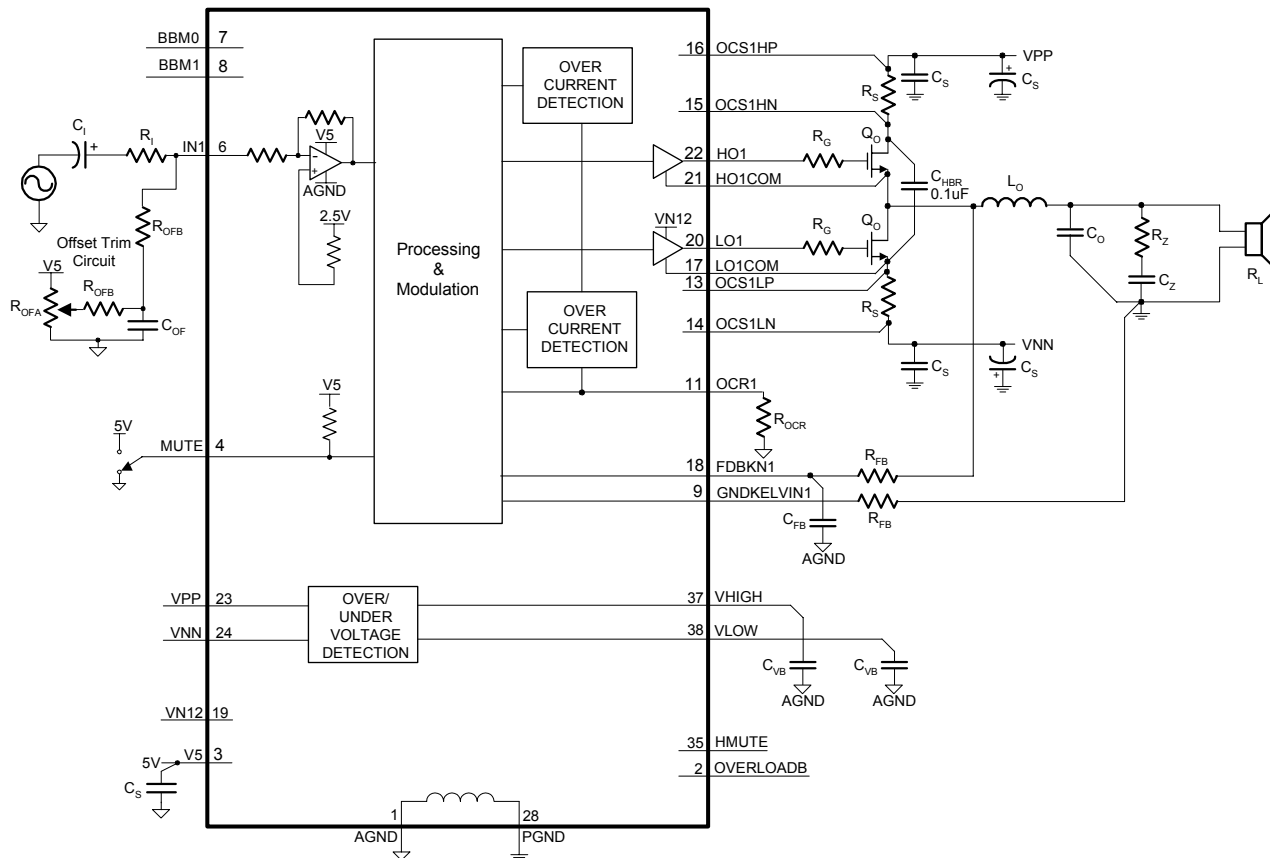 BBM0 7
BBM1 8
C_I
+
R_I
IN1 6
R_OFB
Offset Trim
Circuit
V5
R_OFA
R_OFB
C_OF
V5
-
+
AGND
2.5V
Processing
&
Modulation
OVER
CURRENT
DETECTION
VN12
OVER
CURRENT
DETECTION
5V
MUTE 4
V5
16 OCS1HP
15 OCS1HN
22 HO1
21 HO1COM
20 LO1
17 LO1COM
13 OCS1LP
14 OCS1LN
11 OCR1
18 FDBKN1
9 GNDKELVIN1
VPP
C_S
+
C_S
R_S
Q_O
R_G
C_HBR
0.1uF
L_O
Q_O
R_G
C_O
R_Z
C_Z
R_L
R_S
VNN
C_S
+
C_S
R_OCR
R_FB
R_FB
C_FB
AGND
VPP 23
VNN 24
OVER/
UNDER
VOLTAGE
DETECTION
37 VHIGH
38 VLOW
C_VB
C_VB
AGND
AGND
VN12 19
5V
V5 3
C_S
35 HMUTE
2 OVERLOADB
1
28
AGND
PGND